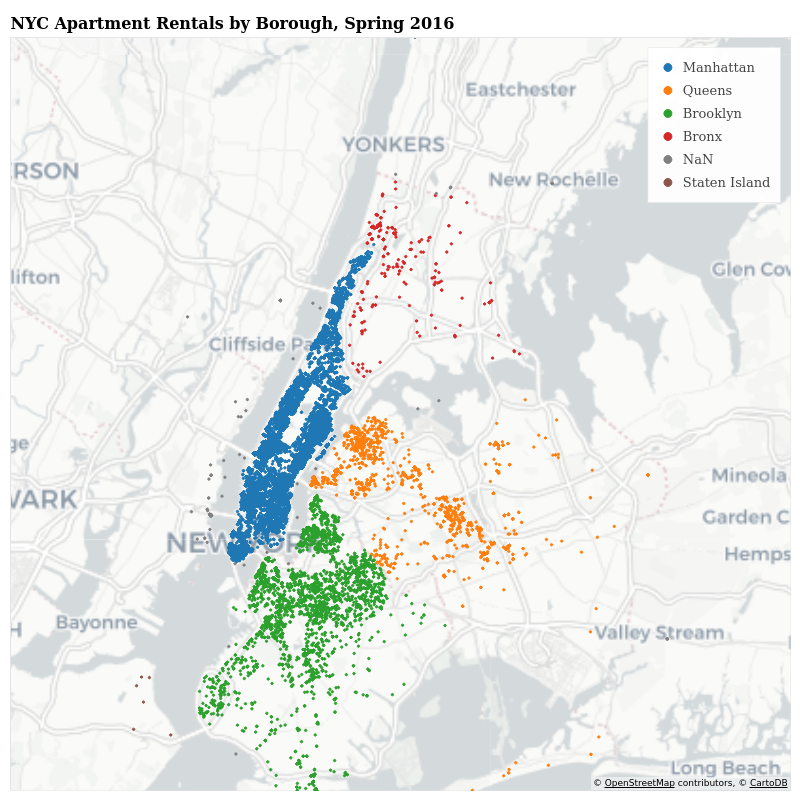 NYC Apartment Rentals by Borough, Spring 2016
Manhattan
Queens
Brooklyn
Bronx
NaN
Staten Island
Eastchester
YONKERS
RSON
New Rochelle
lifton
Glen Cov
Cliffside Pa
ge
Mineola
VARK
Garden C
NEW
Hemps
Bayonne
H
Valley Stream
Long Beach
© OpenStreetMap contributors, © CartoDB